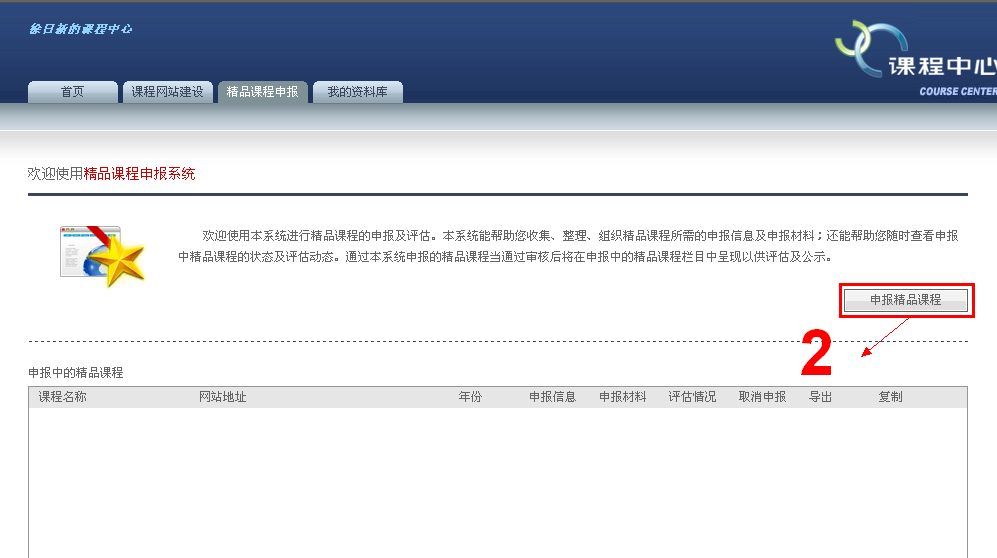 徐日新的课程中心
课程中心
COURSE CENTER
首页 课程网站建设 精品课程申报 我的资料库
欢迎使用精品课程申报系统
欢迎使用本系统进行精品课程的申报及评估。本系统能帮助您收集、整理、组织精品课程所需的申报信息及申报材料；还能帮助您随时查看申报
中精品课程的状态及评估动态。通过本系统申报的精品课程当通过审核后将在申报中的精品课程栏目中呈现以供评估及公示。
申报精品课程
2
申报中的精品课程
课程名称 网站地址 年份 申报信息 申报材料 评估情况 取消申报 导出 复制